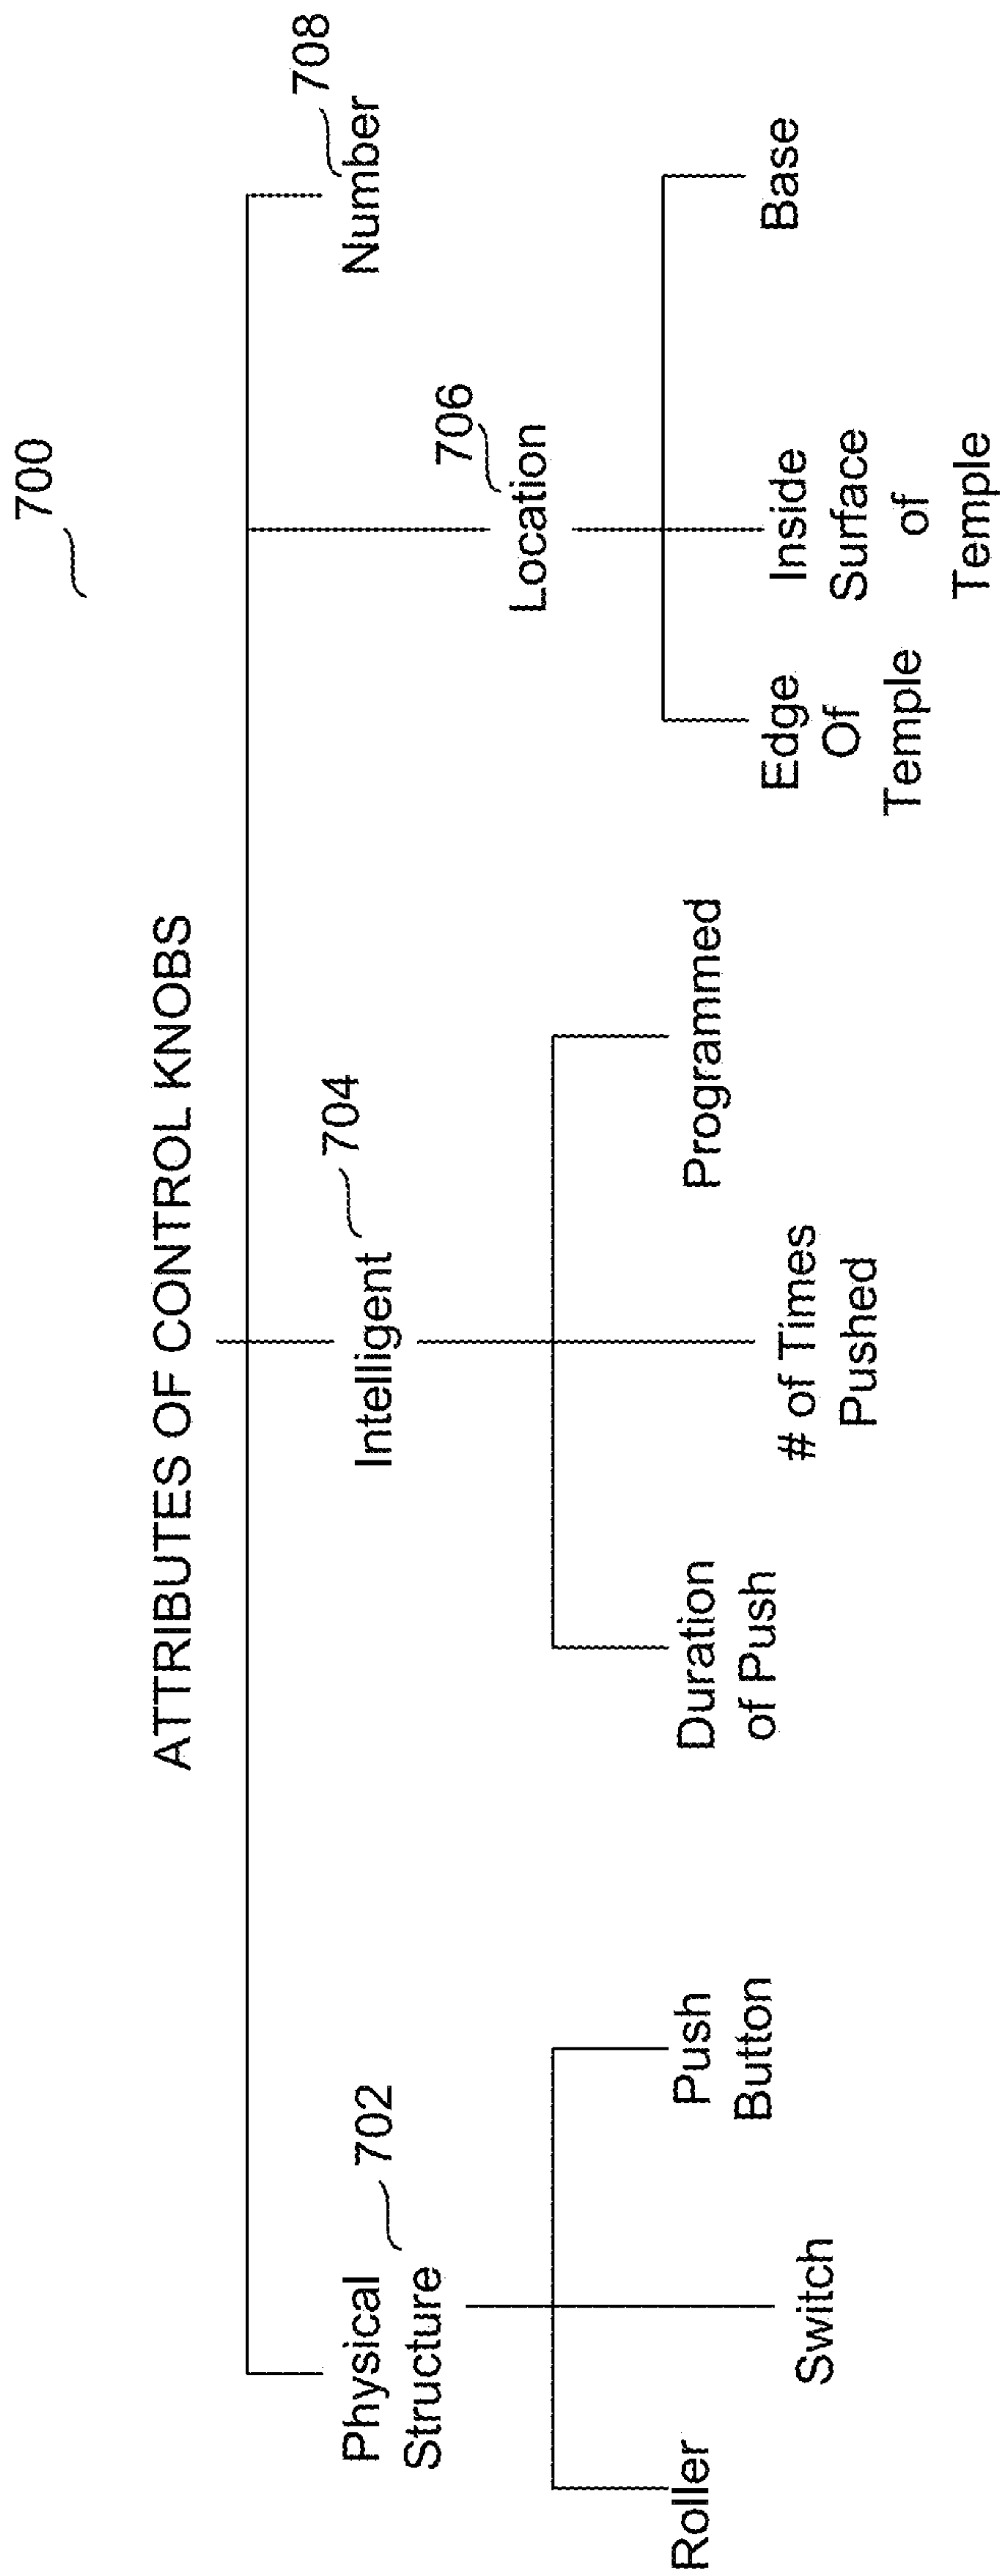 700
ATTRIBUTES OF CONTROL KNOBS
Physical
Structure
702
Intelligent
704
Location
706
Number
708
Roller
Switch
Push
Button
Duration
of Push
# of Times
Pushed
Programmed
Edge
Of
Temple
Inside
Surface
of
Temple
Base